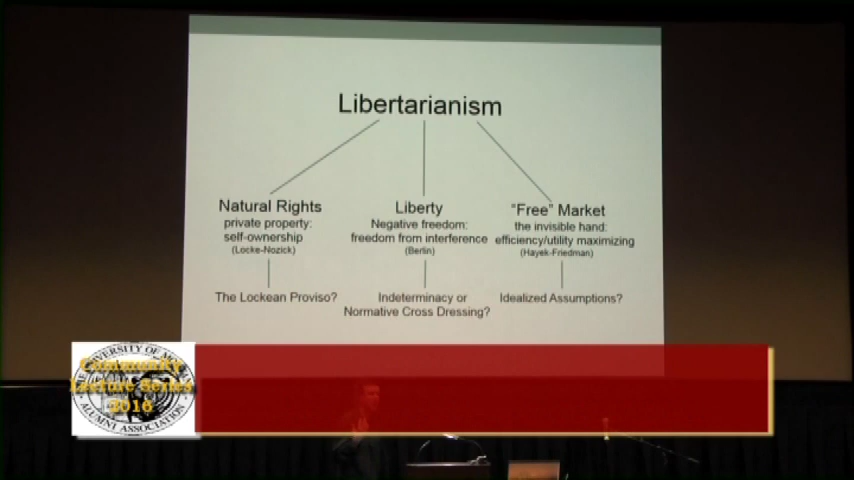 Libertarianism
Natural Rights
private property:
self-ownership
(Locke-Nozick)
Liberty
Negative freedom:
freedom from interference
(Berlin)
"Free" Market
the invisible hand:
efficiency/utility maximizing
(Hayek-Friedman)
The Lockean Proviso?
Indeterminacy or
Normative Cross Dressing?
Idealized Assumptions?
Community
Lecture Series
2016
ALUMNI ASSOCIATION